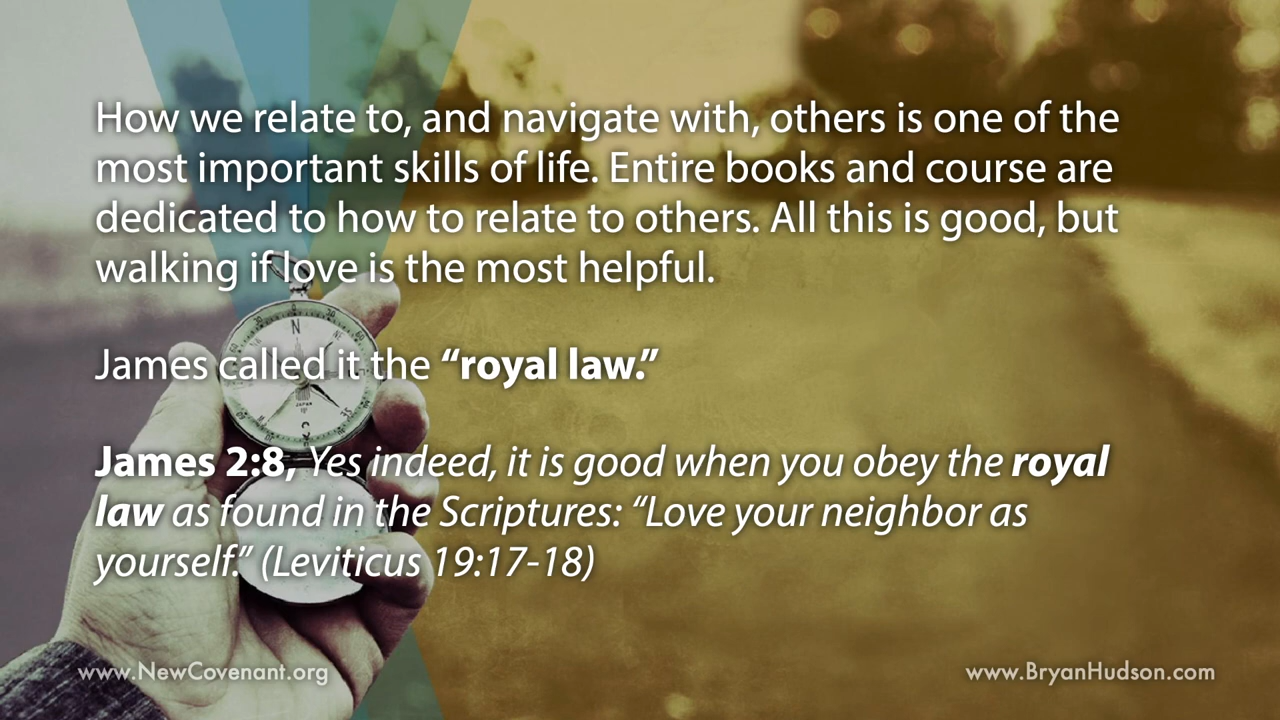 How we relate to, and navigate with, others is one of the
most important skills of life. Entire books and course are
dedicated to how to relate to others. All this is good, but
walking if love is the most helpful.
James called it the “royal law.”
James 2:8, Yes indeed, it is good when you obey the royal
law as found in the Scriptures: “Love your neighbor as
yourself.” (Leviticus 19:17-18)
N
JAPAN
www.NewCovenant.org
www.BryanHudson.com